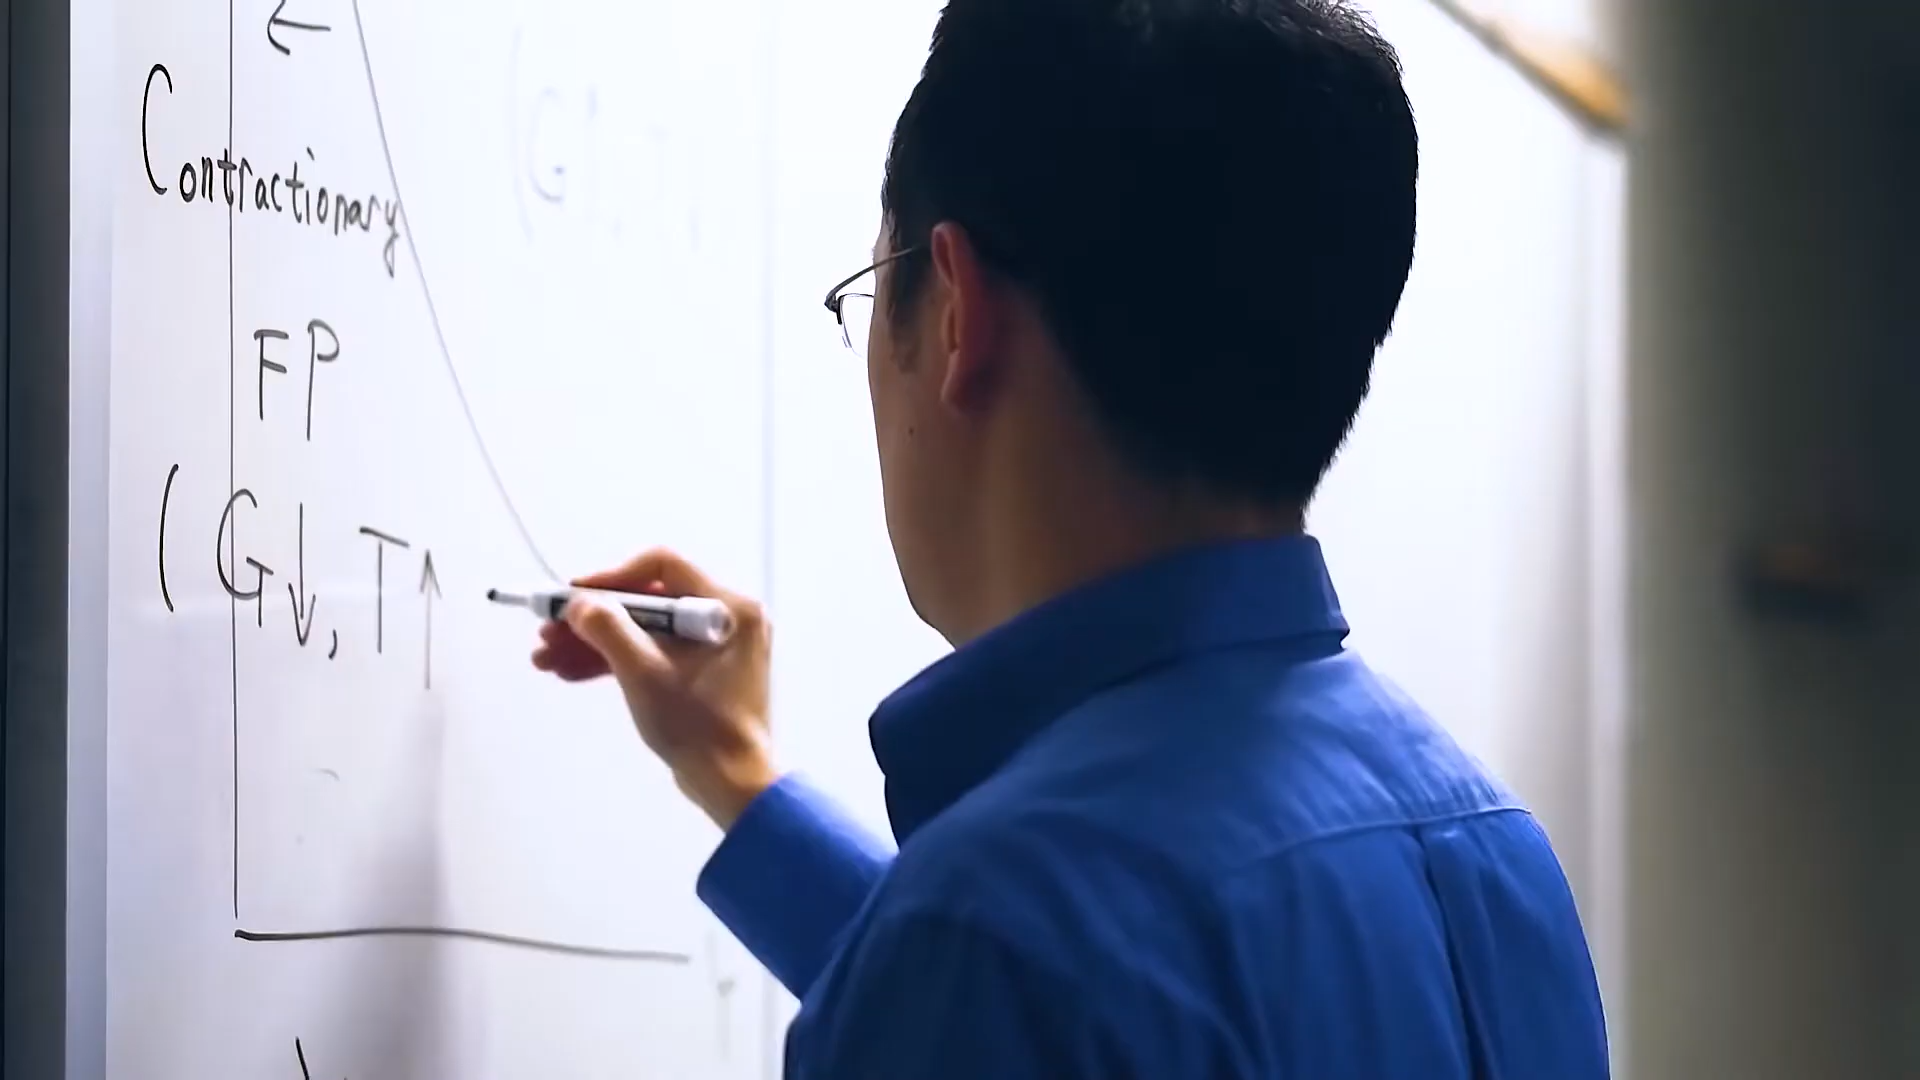 ←
Contractionary
FP
(G↓, T↑